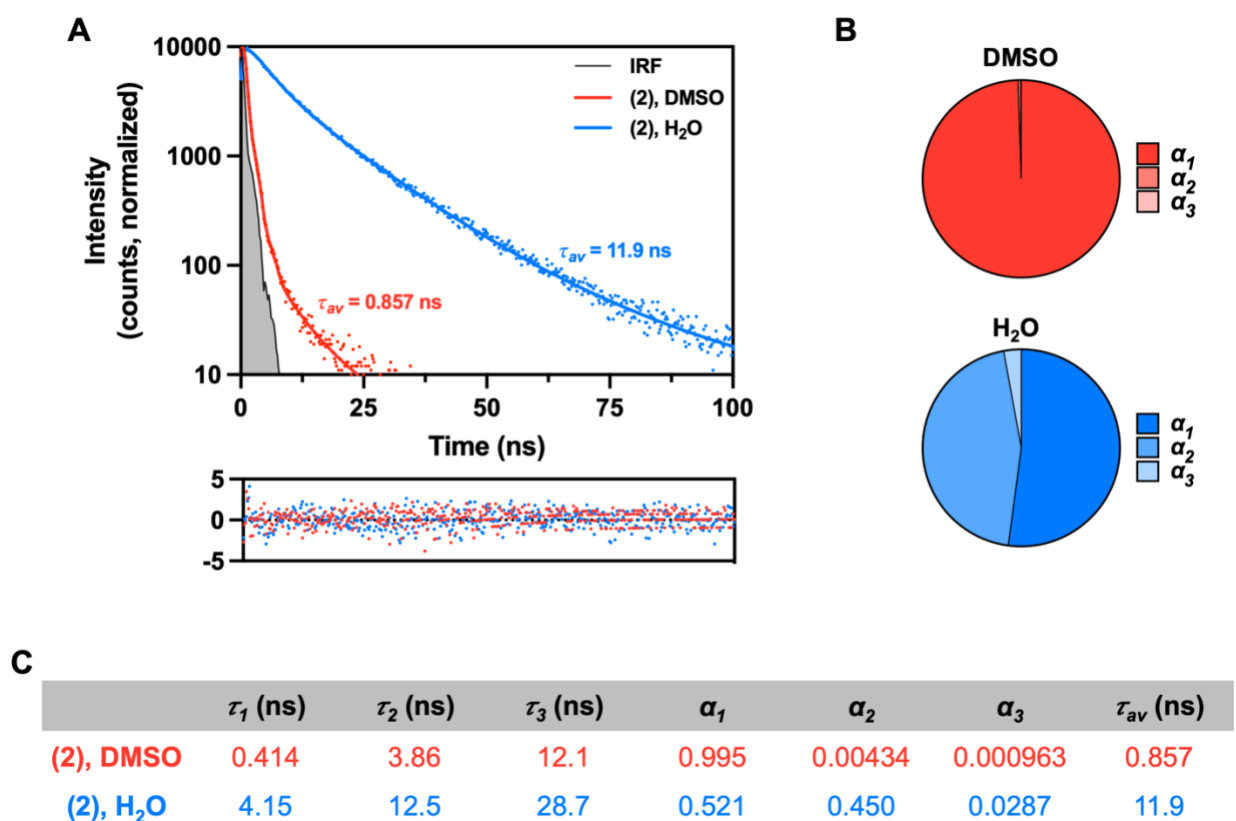 A
10000
1000
100
10
Intensity
(counts, normalized)
IRF
(2), DMSO
(2), H₂O
τ_av = 11.9 ns
τ_av = 0.857 ns
0 25 50 75 100
Time (ns)
5
0
-5
B
DMSO
α₁
α₂
α₃
H₂O
α₁
α₂
α₃
C
τ₁ (ns) τ₂ (ns) τ₃ (ns) α₁ α₂ α₃ τ_av (ns)
(2), DMSO 0.414 3.86 12.1 0.995 0.00434 0.000963 0.857
(2), H₂O 4.15 12.5 28.7 0.521 0.450 0.0287 11.9